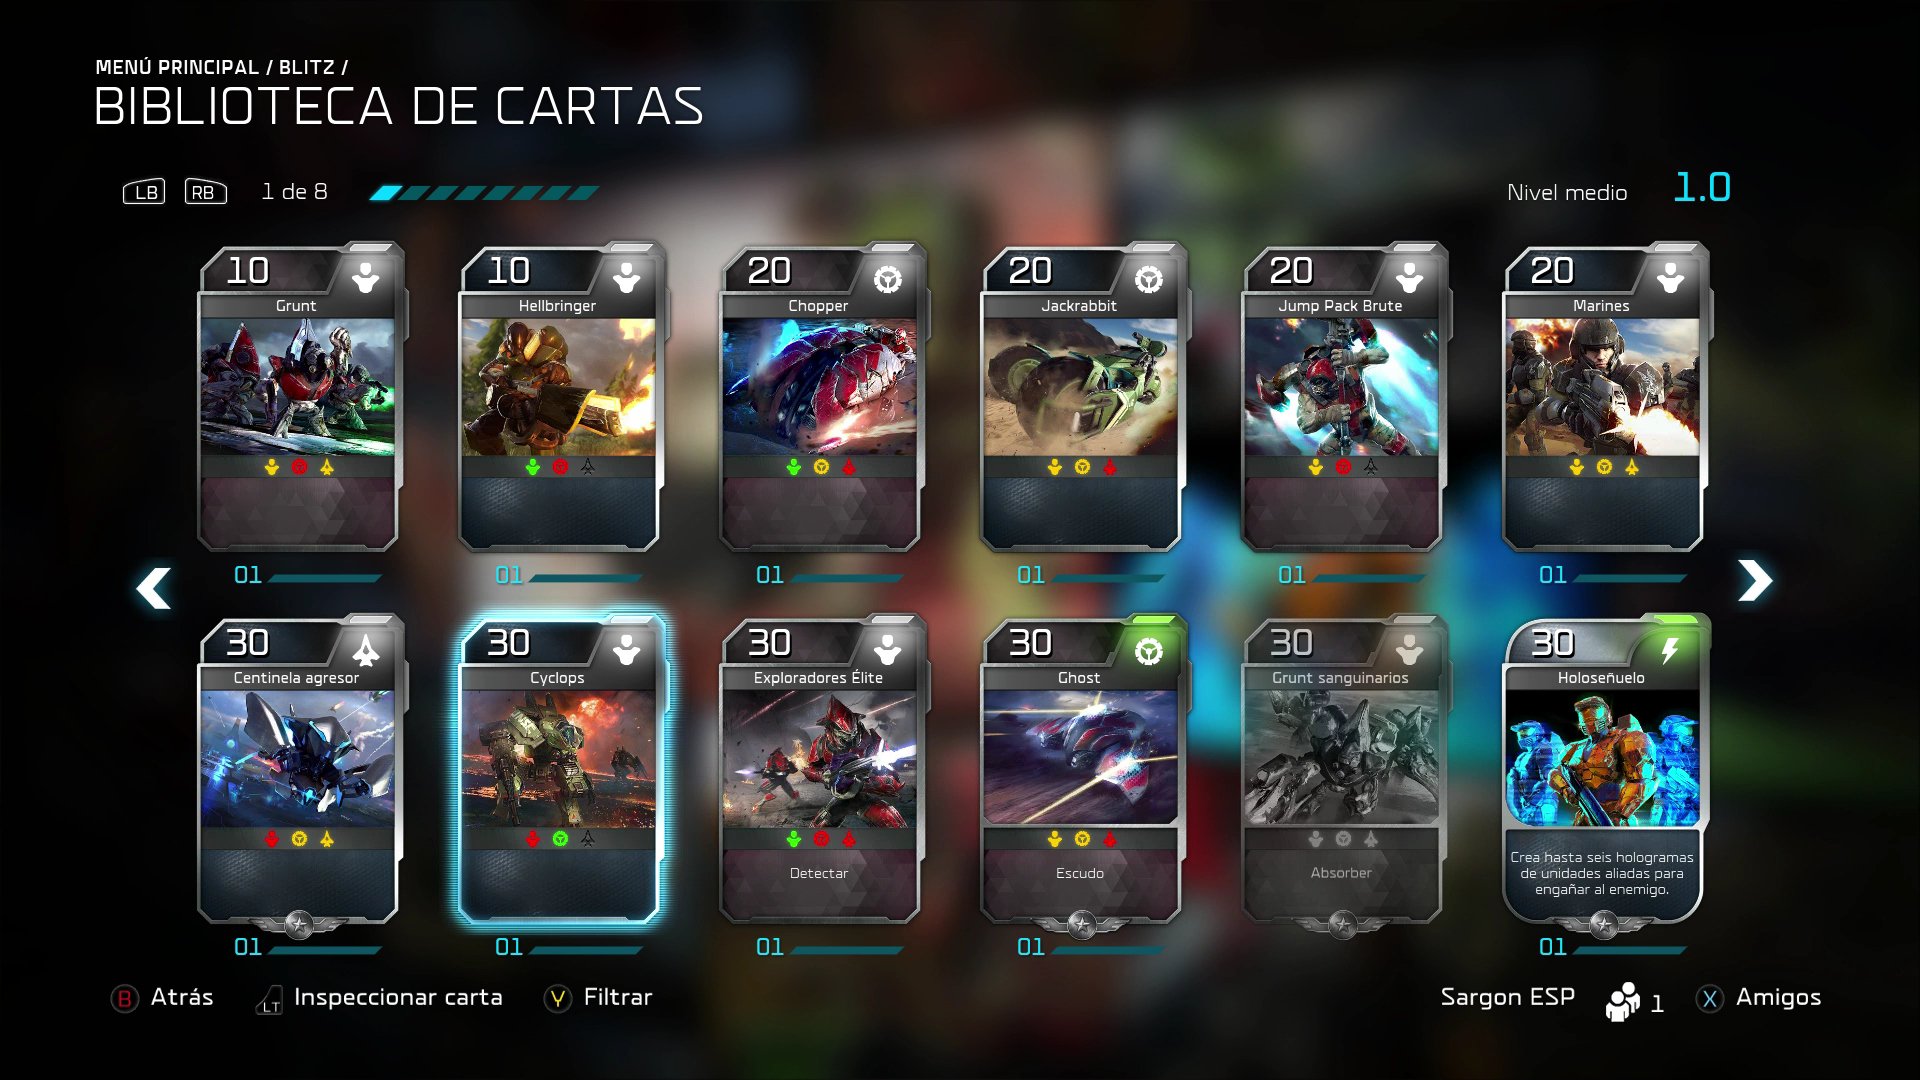 MENÚ PRINCIPAL / BLITZ /
BIBLIOTECA DE CARTAS
LB RB 1 de 8
Nivel medio 1.0
10 10 20 20 20 20
Grunt Hellbringer Chopper Jackrabbit Jump Pack Brute Marines
01 01 01 01 01 01
30 30 30 30 30 30
Centinela agresor Cyclops Exploradores Élite Ghost Grunt sanguinarios Holoseñuelo
Detectar Escudo Absorber
Crea hasta seis hologramas
de unidades aliadas para
engañar al enemigo.
01 01 01 01 01
B Atrás LT Inspeccionar carta Y Filtrar Sargon ESP 1 X Amigos